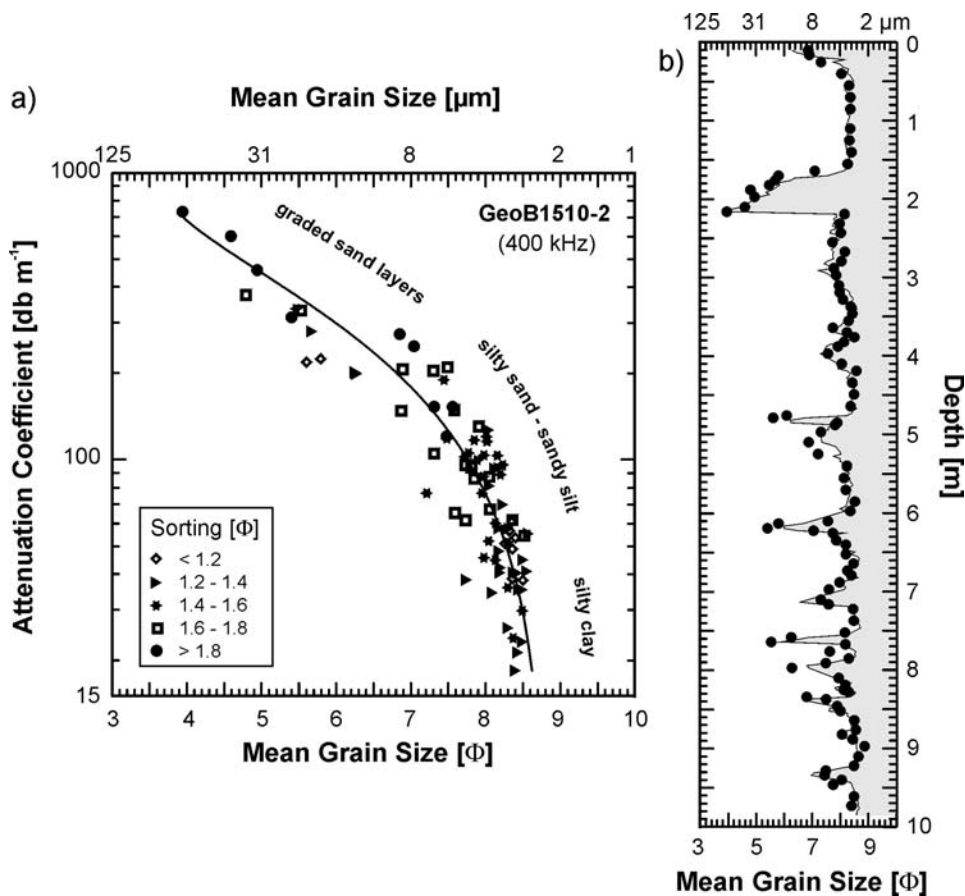 a)
Mean Grain Size [µm]
125 31 8 2 1
1000
100
15
Attenuation Coefficient [db m⁻¹]
GeoB1510-2
(400 kHz)
graded sand layers
silty sand - sandy silt
silty clay
Sorting [Φ]
< 1.2
1.2 - 1.4
1.4 - 1.6
1.6 - 1.8
> 1.8
3 4 5 6 7 8 9 10
Mean Grain Size [Φ]
b)
125 31 8 2 µm
0
1
2
3
4
5
6
7
8
9
10
Depth [m]
3 5 7 9
Mean Grain Size [Φ]